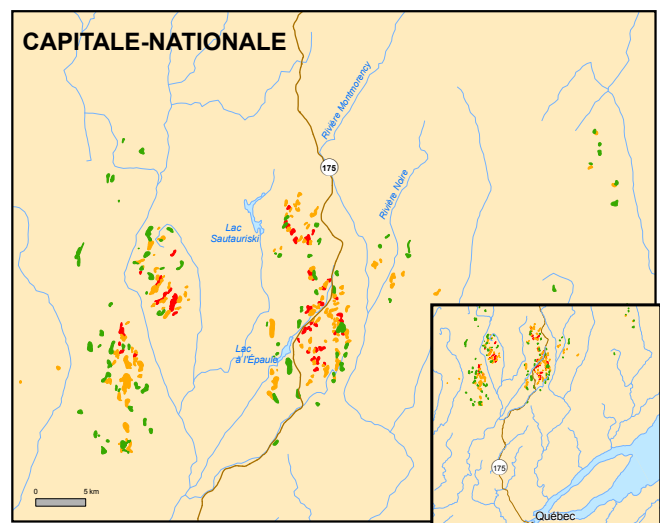 CAPITALE-NATIONALE
Rivière Montmorency
175
Rivière Noire
Lac
Sautauriski
Lac
à l'Épaule
0 5 km
175
Québec